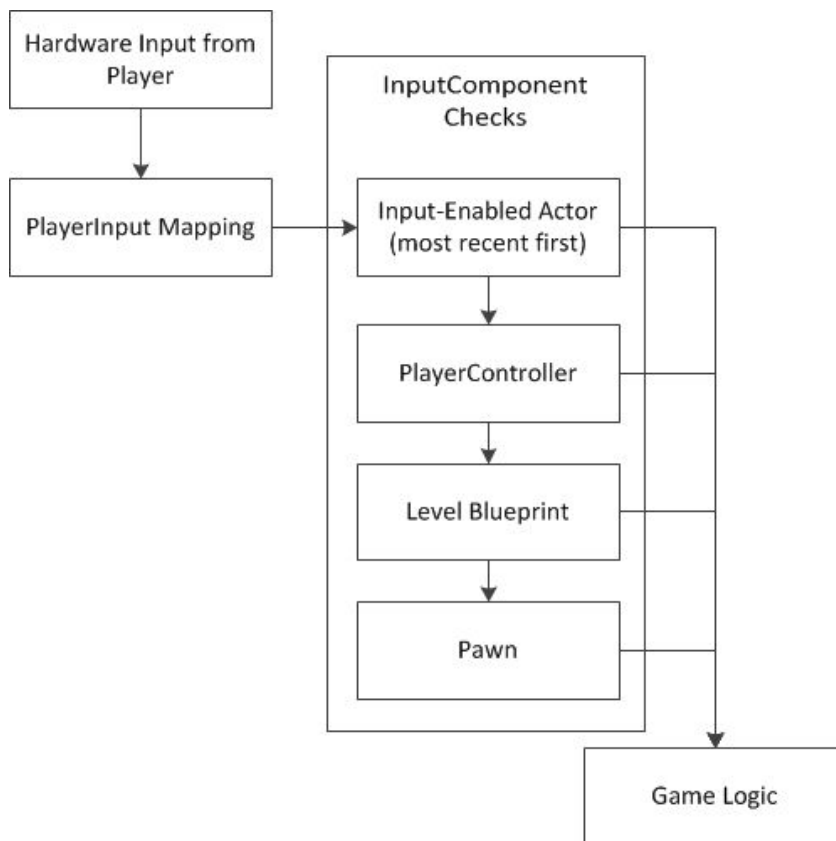 Hardware Input from
Player
InputComponent
Checks
PlayerInput Mapping
Input-Enabled Actor
(most recent first)
PlayerController
Level Blueprint
Pawn
Game Logic